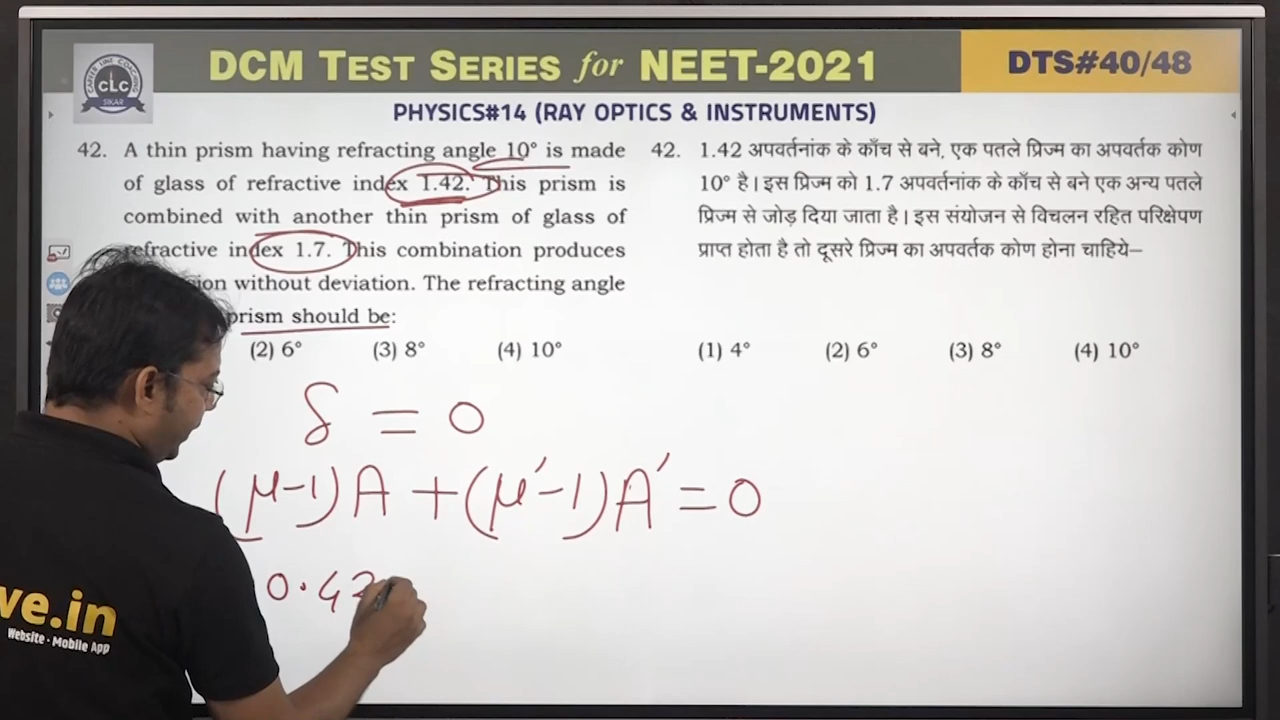 DCM TEST SERIES for NEET-2021
DTS#40/48
CAREER LINE COACHING
CLC
SIKAR
PHYSICS#14 (RAY OPTICS & INSTRUMENTS)
42. A thin prism having refracting angle 10° is made
of glass of refractive index 1.42. This prism is
combined with another thin prism of glass of
refractive index 1.7. This combination produces
without deviation. The refracting angle
prism should be:
(2) 6° (3) 8° (4) 10°
42. 1.42 अपवर्तनांक के काँच से बने, एक पतले प्रिज्म का अपवर्तक कोण
10° है। इस प्रिज्म को 1.7 अपवर्तनांक के काँच से बने एक अन्य पतले
प्रिज्म से जोड़ दिया जाता है। इस संयोजन से विचलन रहित परिक्षेपण
प्राप्त होता है तो दूसरे प्रिज्म का अपवर्तक कोण होना चाहिये–
(1) 4° (2) 6° (3) 8° (4) 10°
δ = 0
(μ-1)A + (μ'-1)A' = 0
0.42
ve.in
Website · Mobile App